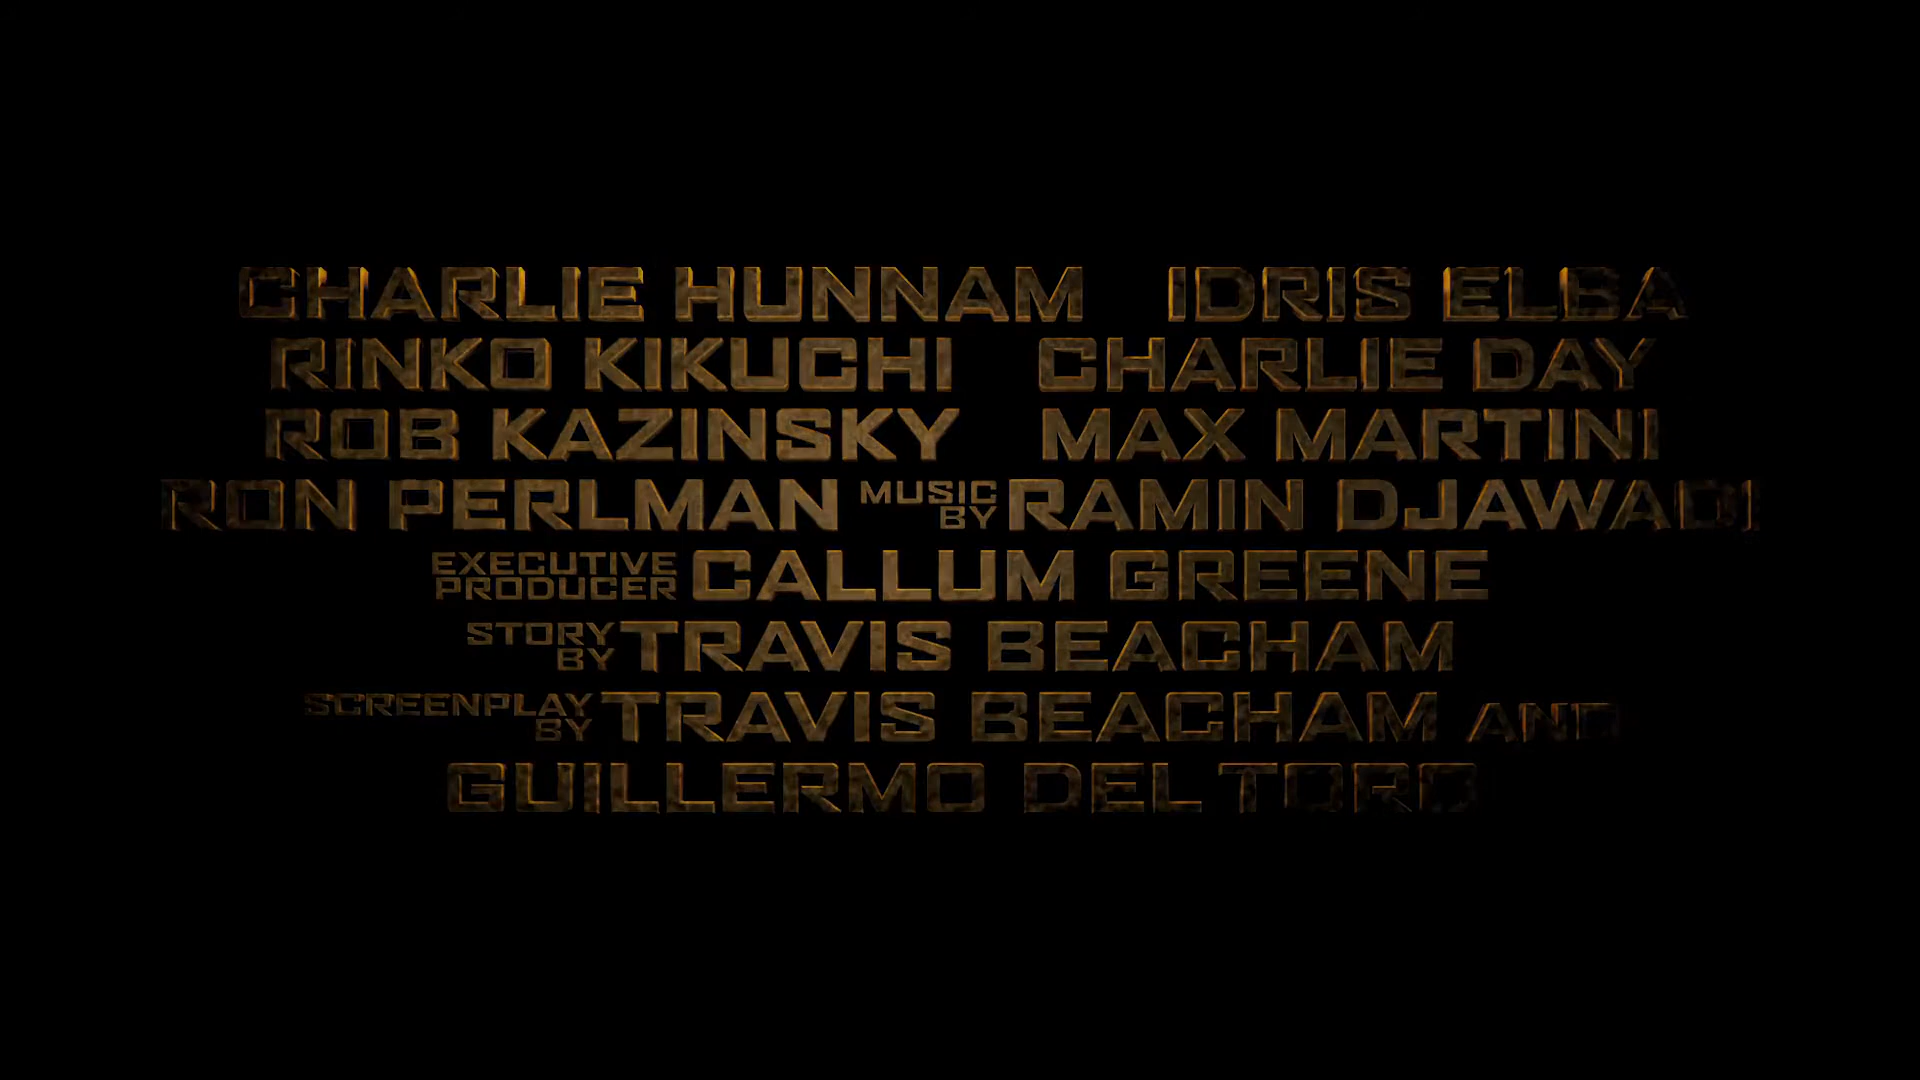 CHARLIE HUNNAM IDRIS ELBA
RINKO KIKUCHI CHARLIE DAY
ROB KAZINSKY MAX MARTINI
RON PERLMAN MUSIC BY RAMIN DJAWADI
EXECUTIVE PRODUCER CALLUM GREENE
STORY BY TRAVIS BEACHAM
SCREENPLAY BY TRAVIS BEACHAM AND
GUILLERMO DEL TORO